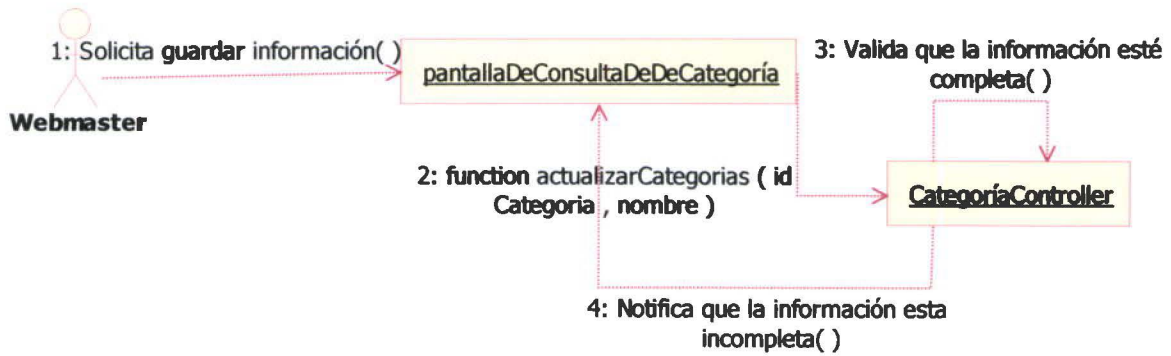 1: Solicita guardar información( )
Webmaster
pantallaDeConsultaDeDeCategoría
3: Valida que la información esté
completa( )
2: function actualizarCategorias ( id
Categoria , nombre )
CategoríaController
4: Notifica que la información esta
incompleta( )